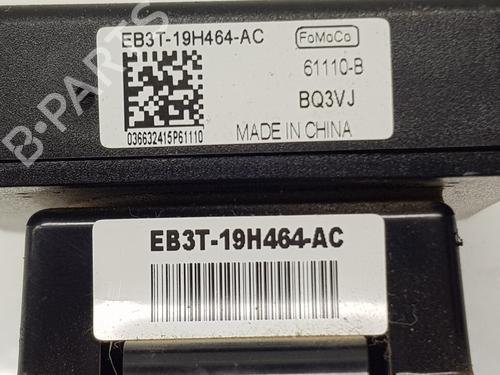 EB3T-19H464-AC
FoMoCo
61110-B
BQ3VJ
036632415P61110
MADE IN CHINA
B-PARTS
EB3T-19H464-AC